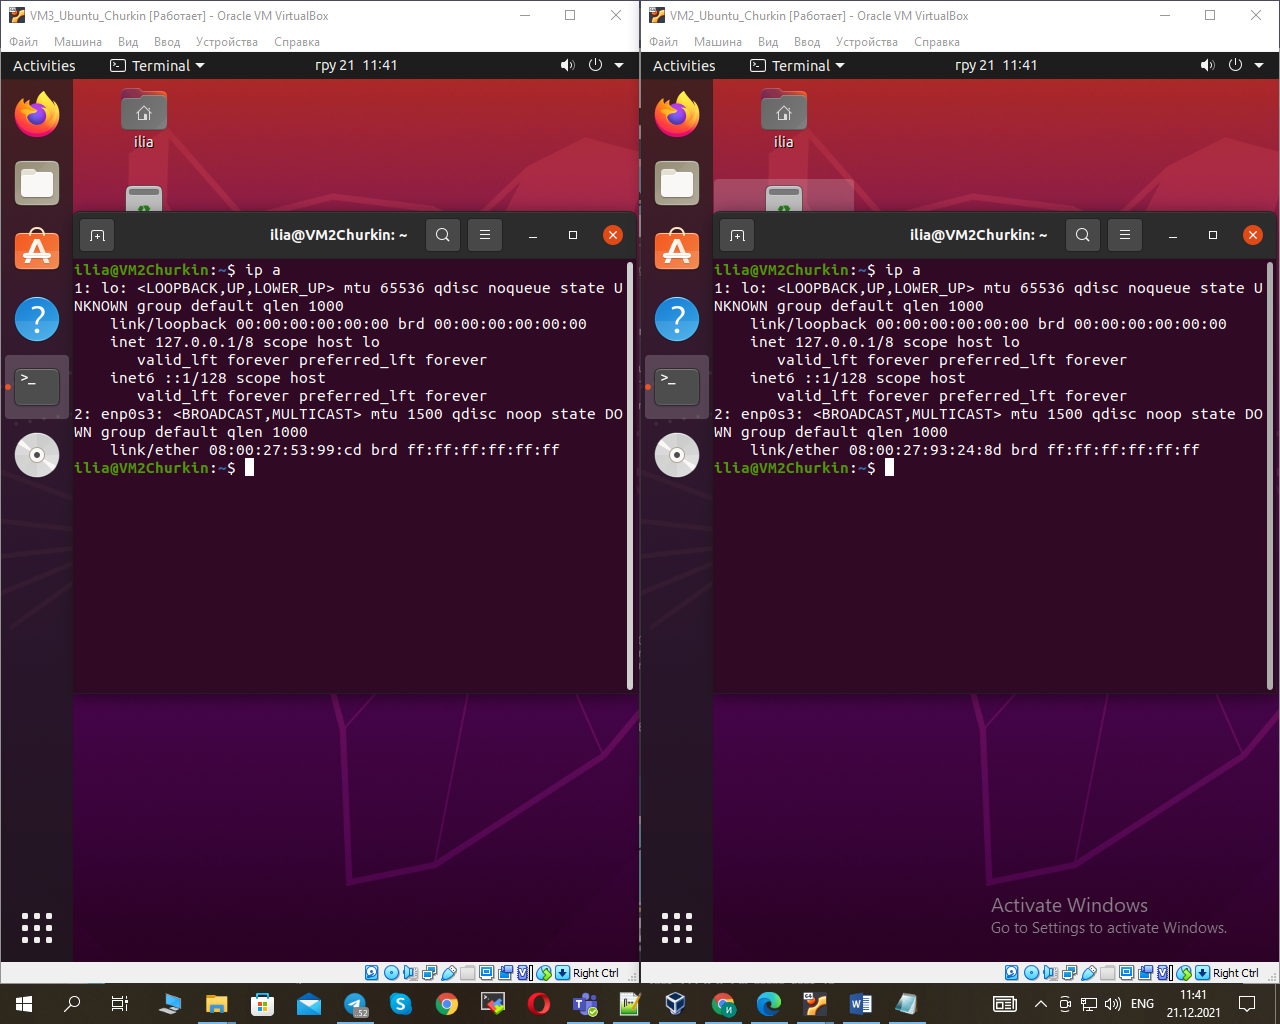 VM3_Ubuntu_Churkin [Работает] - Oracle VM VirtualBox
Файл Машина Вид Ввод Устройства Справка
Activities Terminal гру 21 11:41
ilia
ilia@VM2Churkin: ~
ilia@VM2Churkin:~$ ip a
1: lo: <LOOPBACK,UP,LOWER_UP> mtu 65536 qdisc noqueue state U
NKNOWN group default qlen 1000
link/loopback 00:00:00:00:00:00 brd 00:00:00:00:00:00
inet 127.0.0.1/8 scope host lo
valid_lft forever preferred_lft forever
inet6 ::1/128 scope host
valid_lft forever preferred_lft forever
2: enp0s3: <BROADCAST,MULTICAST> mtu 1500 qdisc noop state DO
WN group default qlen 1000
link/ether 08:00:27:53:99:cd brd ff:ff:ff:ff:ff:ff
ilia@VM2Churkin:~$
Right Ctrl
VM2_Ubuntu_Churkin [Работает] - Oracle VM VirtualBox
Файл Машина Вид Ввод Устройства Справка
Activities Terminal гру 21 11:41
ilia
ilia@VM2Churkin: ~
ilia@VM2Churkin:~$ ip a
1: lo: <LOOPBACK,UP,LOWER_UP> mtu 65536 qdisc noqueue state U
NKNOWN group default qlen 1000
link/loopback 00:00:00:00:00:00 brd 00:00:00:00:00:00
inet 127.0.0.1/8 scope host lo
valid_lft forever preferred_lft forever
inet6 ::1/128 scope host
valid_lft forever preferred_lft forever
2: enp0s3: <BROADCAST,MULTICAST> mtu 1500 qdisc noop state DO
WN group default qlen 1000
link/ether 08:00:27:93:24:8d brd ff:ff:ff:ff:ff:ff
ilia@VM2Churkin:~$
Activate Windows
Go to Settings to activate Windows.
Right Ctrl
.52
ENG
11:41
21.12.2021